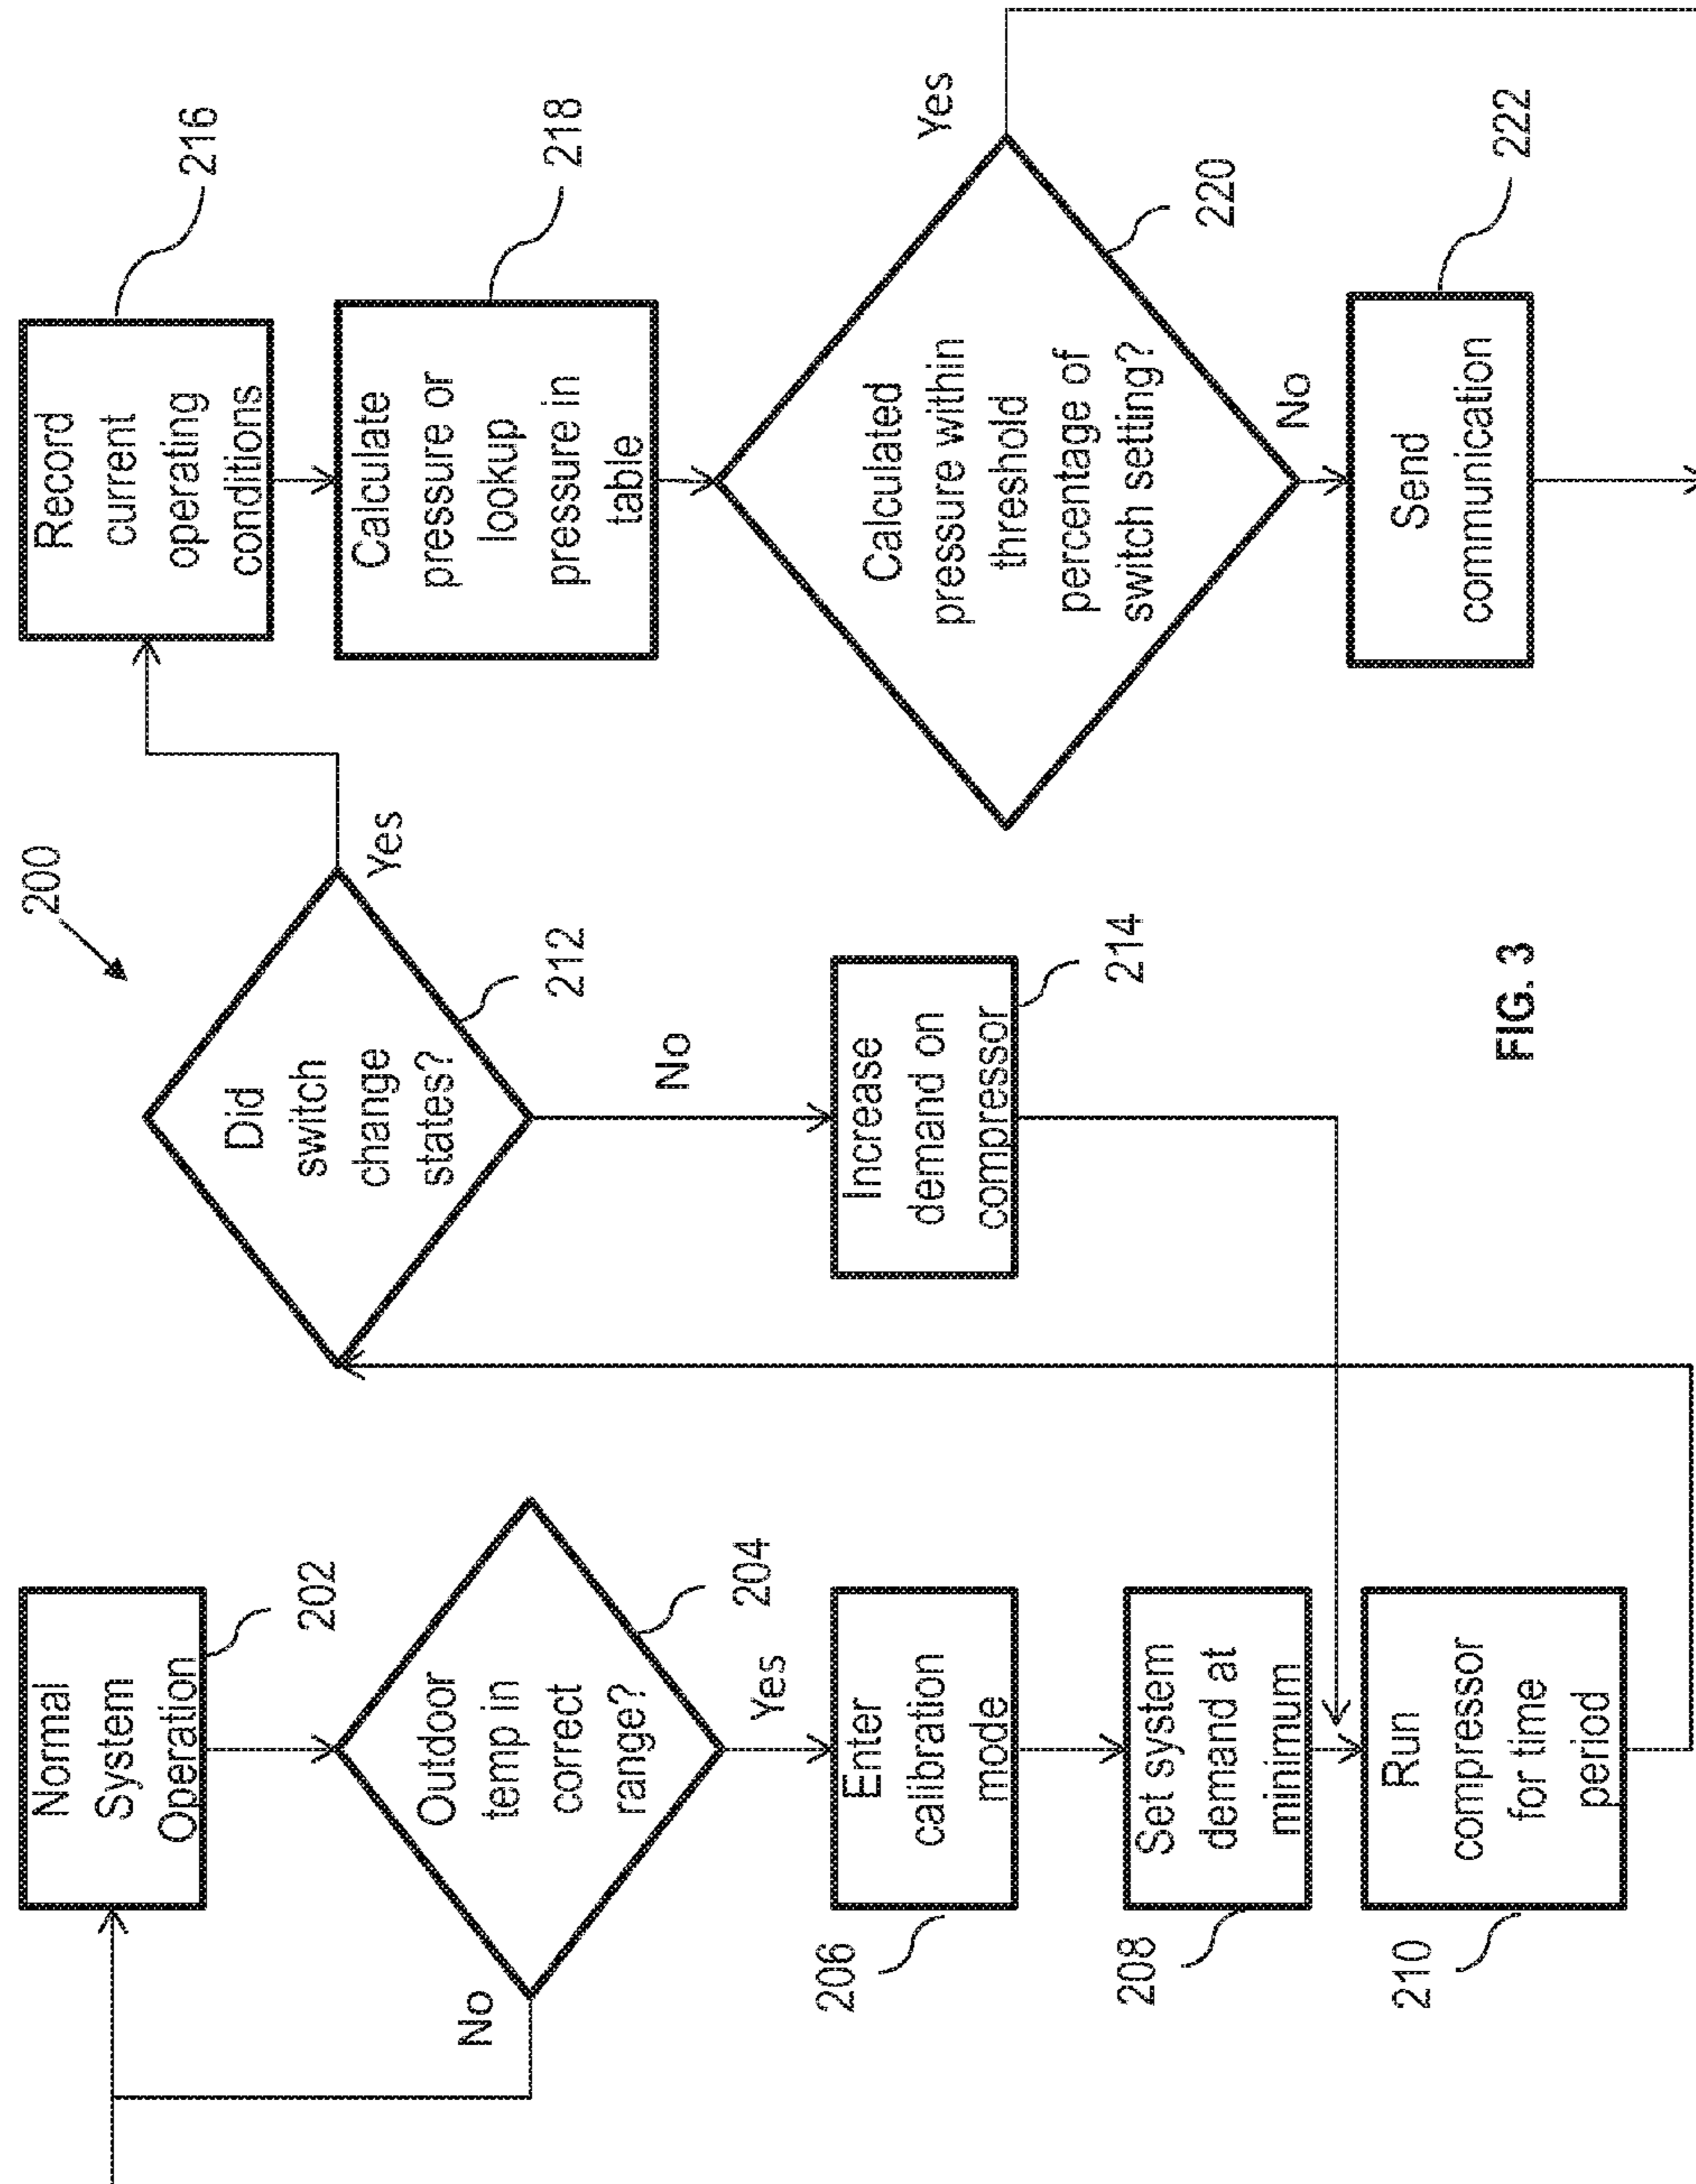 200
Normal
System
Operation
202
Outdoor
temp in
correct
range?
204
No
Yes
Enter
calibration
mode
206
Set system
demand at
minimum
208
Run
compressor
for time
period
210
Did
switch
change
states?
212
Yes
No
Increase
demand on
compressor
214
Record
current
operating
conditions
216
Calculate
pressure or
lookup
pressure in
table
218
Calculated
pressure within
threshold
percentage of
switch setting?
220
Yes
No
Send
communication
222
FIG. 3